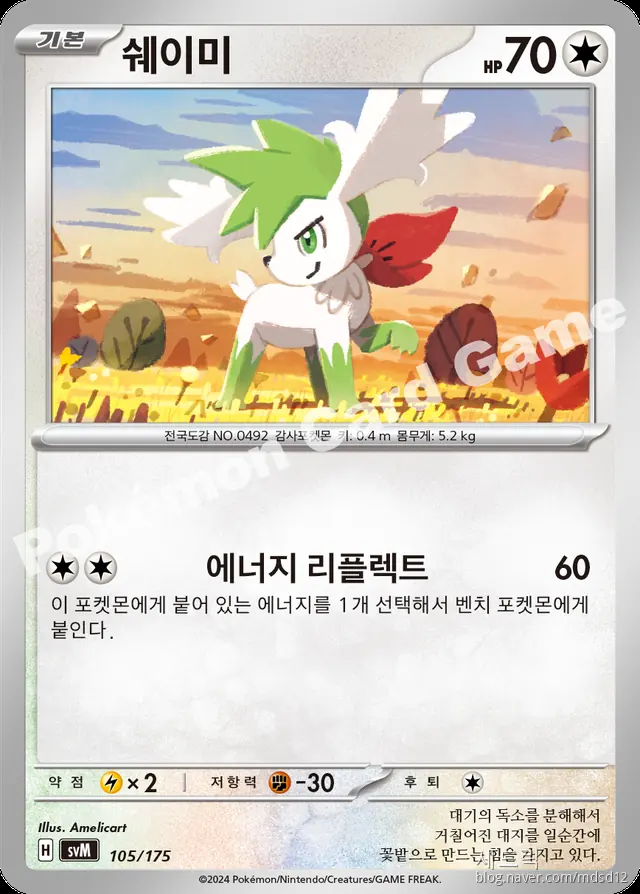 기본 쉐이미 HP 70
전국도감 NO.0492 감사포켓몬 키: 0.4 m 몸무게: 5.2 kg
Pokémon Card Game
에너지 리플렉트 60
이 포켓몬에게 붙어 있는 에너지를 1개 선택해서 벤치 포켓몬에게
붙인다.
약점 ×2 저항력 -30 후퇴
대기의 독소를 분해해서
거칠어진 대지를 일순간에
꽃밭으로 만드는 힘을 가지고 있다.
Illus. Amelicart
H svM 105/175
©2024 Pokémon/Nintendo/Creatures/GAME FREAK.
blog.naver.com/mdsd12